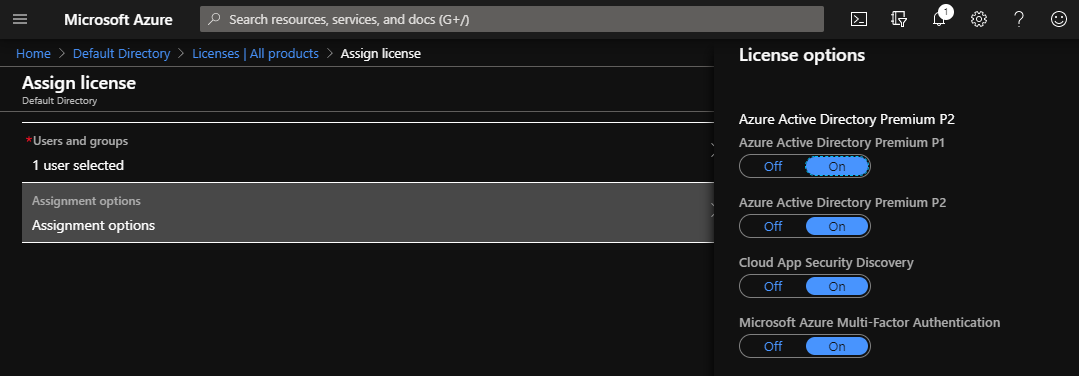 Microsoft Azure
Search resources, services, and docs (G+/)
1
Home > Default Directory > Licenses | All products > Assign license
Assign license
Default Directory
*Users and groups
1 user selected
Assignment options
Assignment options
License options
Azure Active Directory Premium P2
Azure Active Directory Premium P1
Off On
Azure Active Directory Premium P2
Off On
Cloud App Security Discovery
Off On
Microsoft Azure Multi-Factor Authentication
Off On